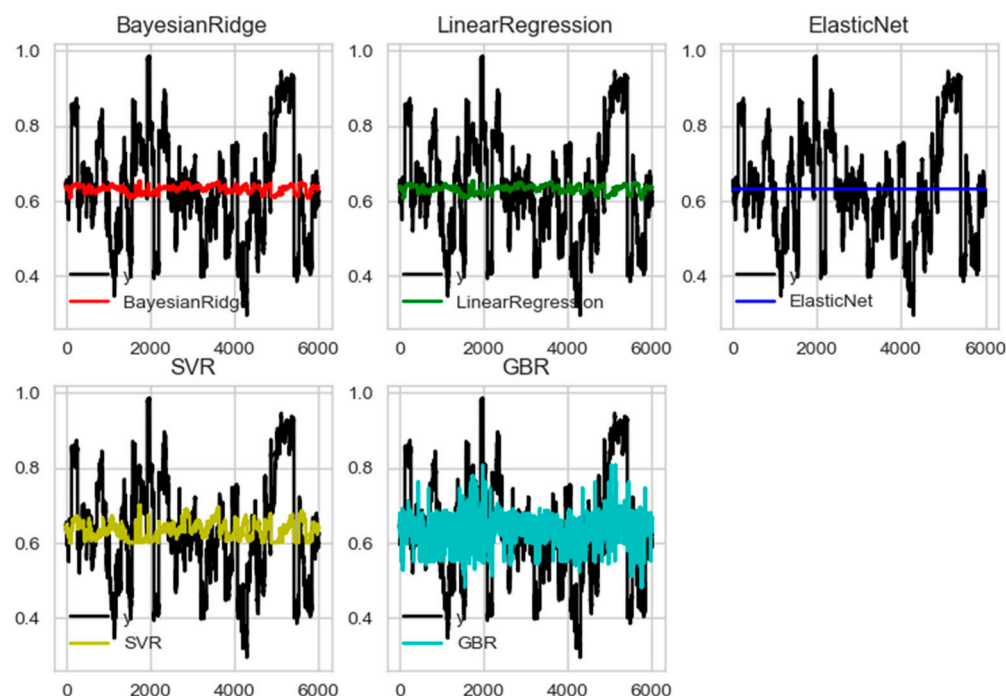 BayesianRidge LinearRegression ElasticNet
1.0 1.0 1.0
0.8 0.8 0.8
0.6 0.6 0.6
0.4 0.4 0.4
y y y
BayesianRidge LinearRegression ElasticNet
0 2000 4000 6000 0 2000 4000 6000 0 2000 4000 6000
SVR GBR
1.0 1.0
0.8 0.8
0.6 0.6
0.4 0.4
y y
SVR GBR
0 2000 4000 6000 0 2000 4000 6000